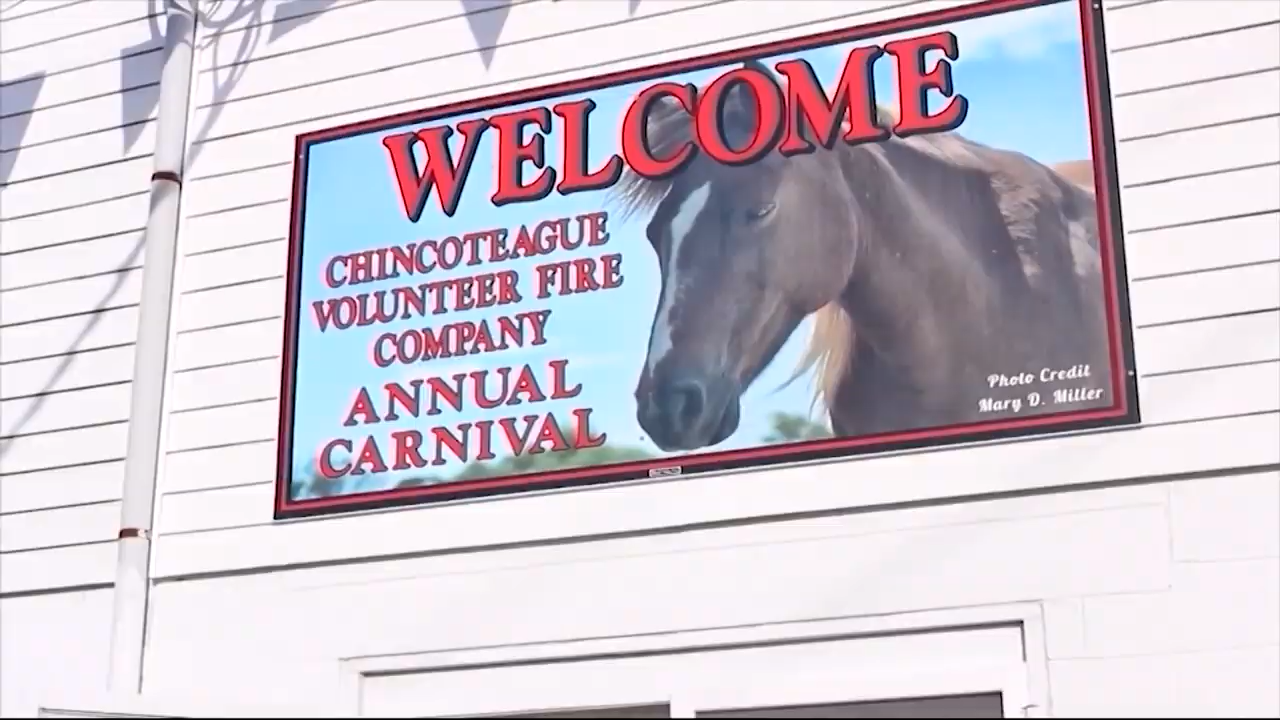 WELCOME
CHINCOTEAGUE
VOLUNTEER FIRE
COMPANY
ANNUAL
CARNIVAL
Photo Credit
Mary D. Miller